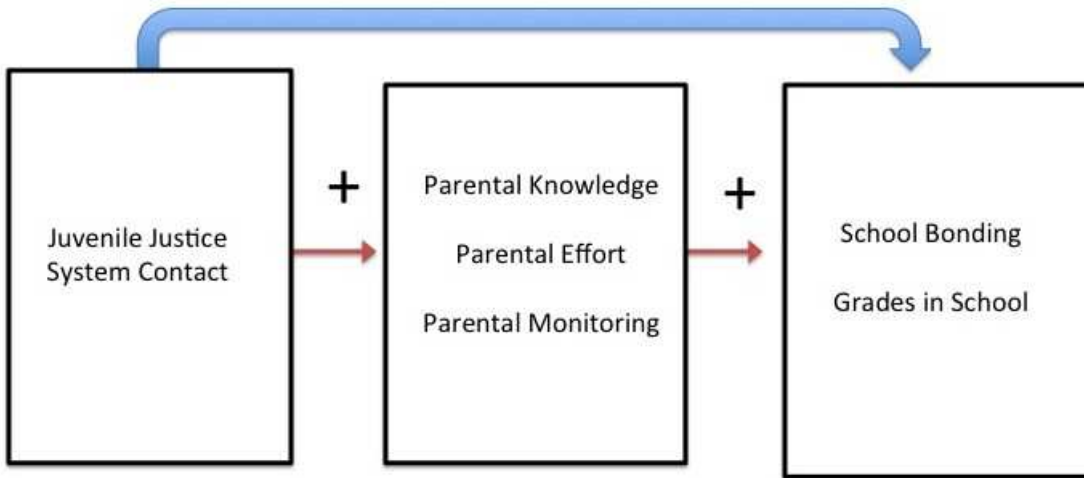 Juvenile Justice
System Contact
+
Parental Knowledge
Parental Effort
Parental Monitoring
+
School Bonding
Grades in School